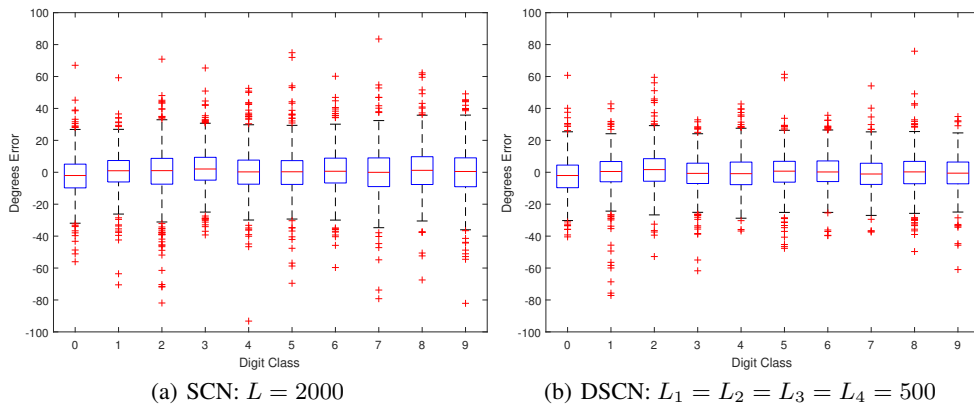 100
80
60
40
20
0
-20
-40
-60
-80
-100
Degrees Error
0 1 2 3 4 5 6 7 8 9
Digit Class
(a) SCN: L = 2000
100
80
60
40
20
0
-20
-40
-60
-80
-100
Degrees Error
0 1 2 3 4 5 6 7 8 9
Digit Class
(b) DSCN: L₁ = L₂ = L₃ = L₄ = 500